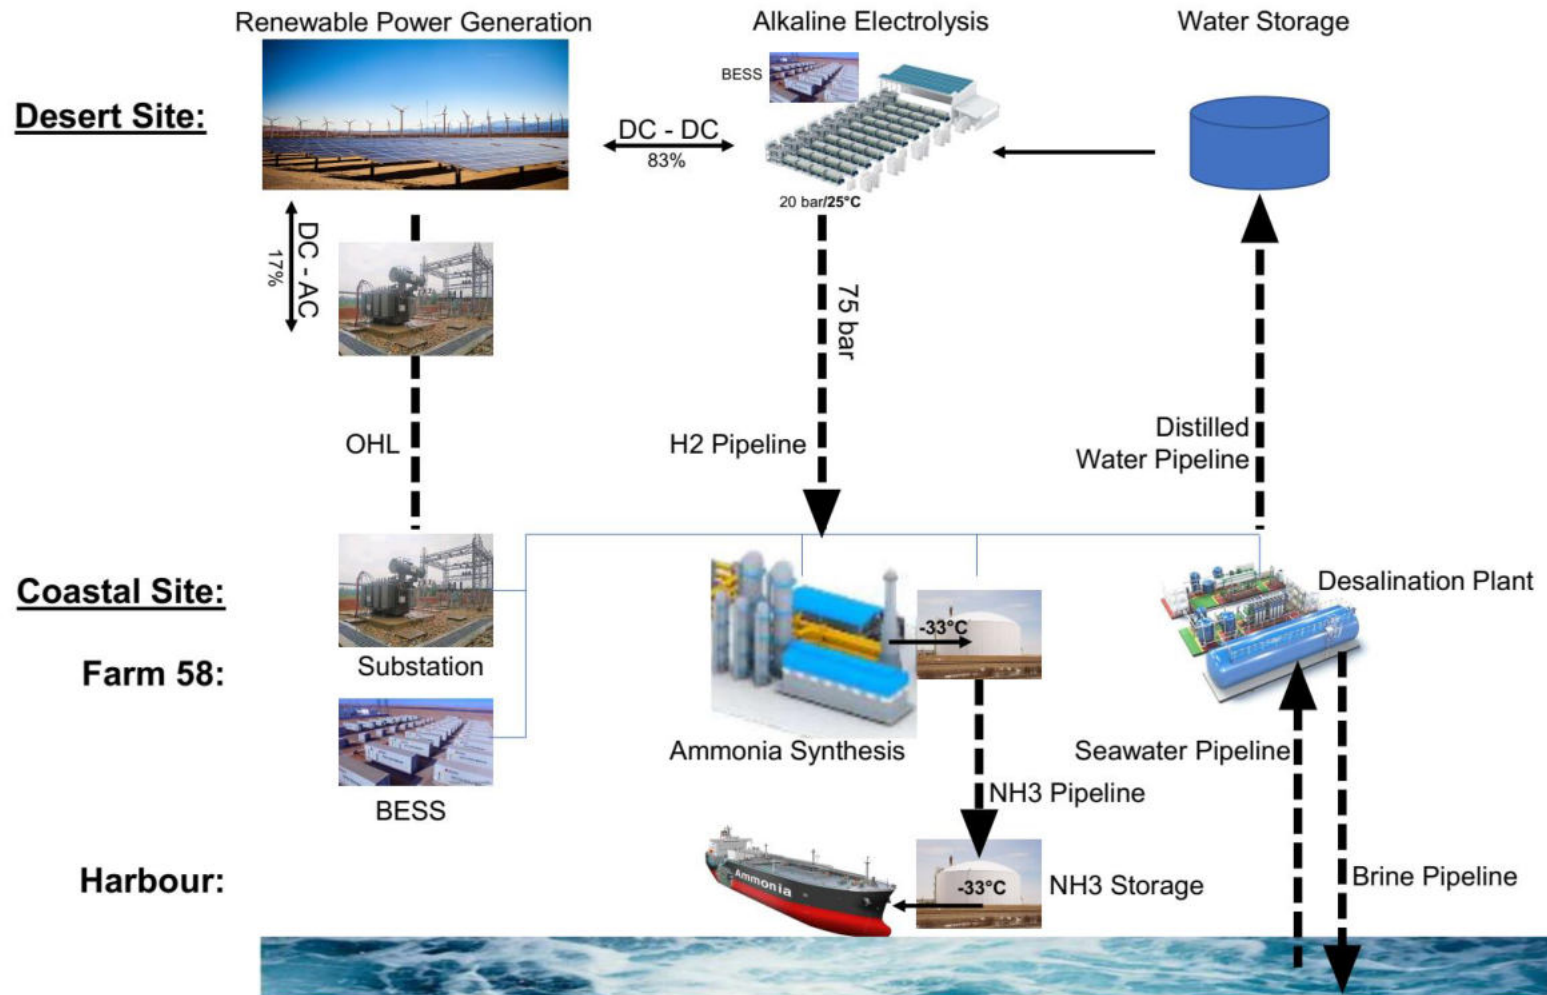 Renewable Power Generation
Alkaline Electrolysis
Water Storage
BESS
Desert Site:
DC - DC
83%
20 bar/25°C
DC - AC
17%
75 bar
OHL
H2 Pipeline
Distilled
Water Pipeline
Coastal Site:
Desalination Plant
-33°C
Farm 58:
Substation
Ammonia Synthesis
Seawater Pipeline
NH3 Pipeline
BESS
Harbour:
Ammonia
-33°C
NH3 Storage
Brine Pipeline